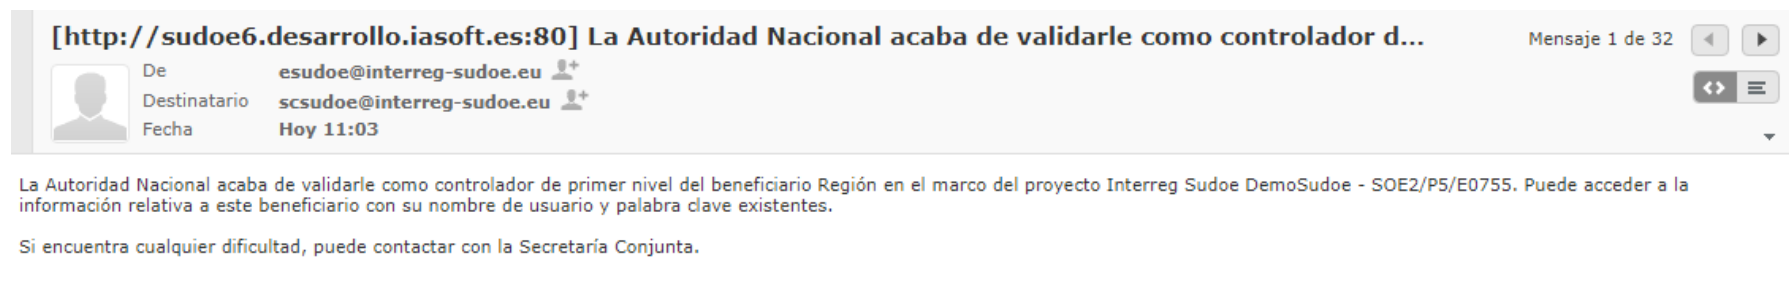 [http://sudoe6.desarrollo.iasoft.es:80] La Autoridad Nacional acaba de validarle como controlador d...
Mensaje 1 de 32
De esudoe@interreg-sudoe.eu
Destinatario scsudoe@interreg-sudoe.eu
Fecha Hoy 11:03
La Autoridad Nacional acaba de validarle como controlador de primer nivel del beneficiario Región en el marco del proyecto Interreg Sudoe DemoSudoe - SOE2/P5/E0755. Puede acceder a la
información relativa a este beneficiario con su nombre de usuario y palabra clave existentes.
Si encuentra cualquier dificultad, puede contactar con la Secretaría Conjunta.